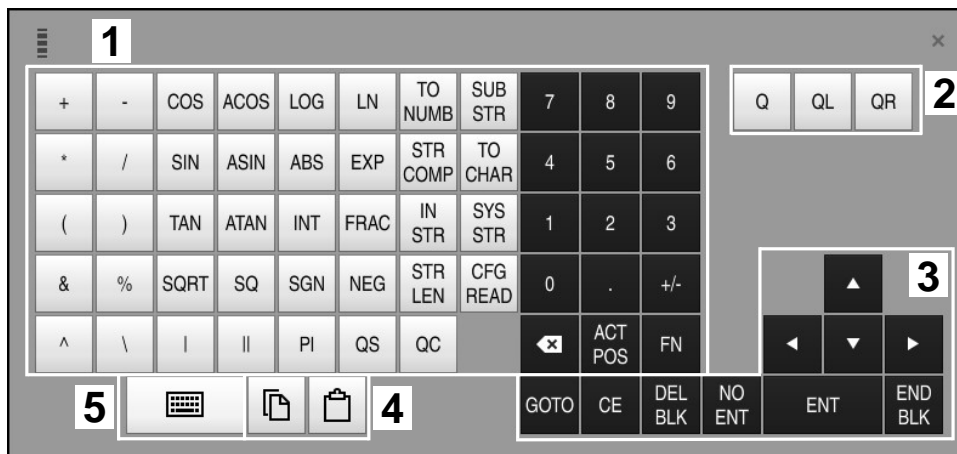 1
×
+ - COS ACOS LOG LN TO NUMB SUB STR 7 8 9 Q QL QR 2
* / SIN ASIN ABS EXP STR COMP TO CHAR 4 5 6
( ) TAN ATAN INT FRAC IN STR SYS STR 1 2 3
& % SQRT SQ SGN NEG STR LEN CFG READ 0 . +/- 3
^ \ | || PI QS QC ACT POS FN
5 4 GOTO CE DEL BLK NO ENT ENT END BLK